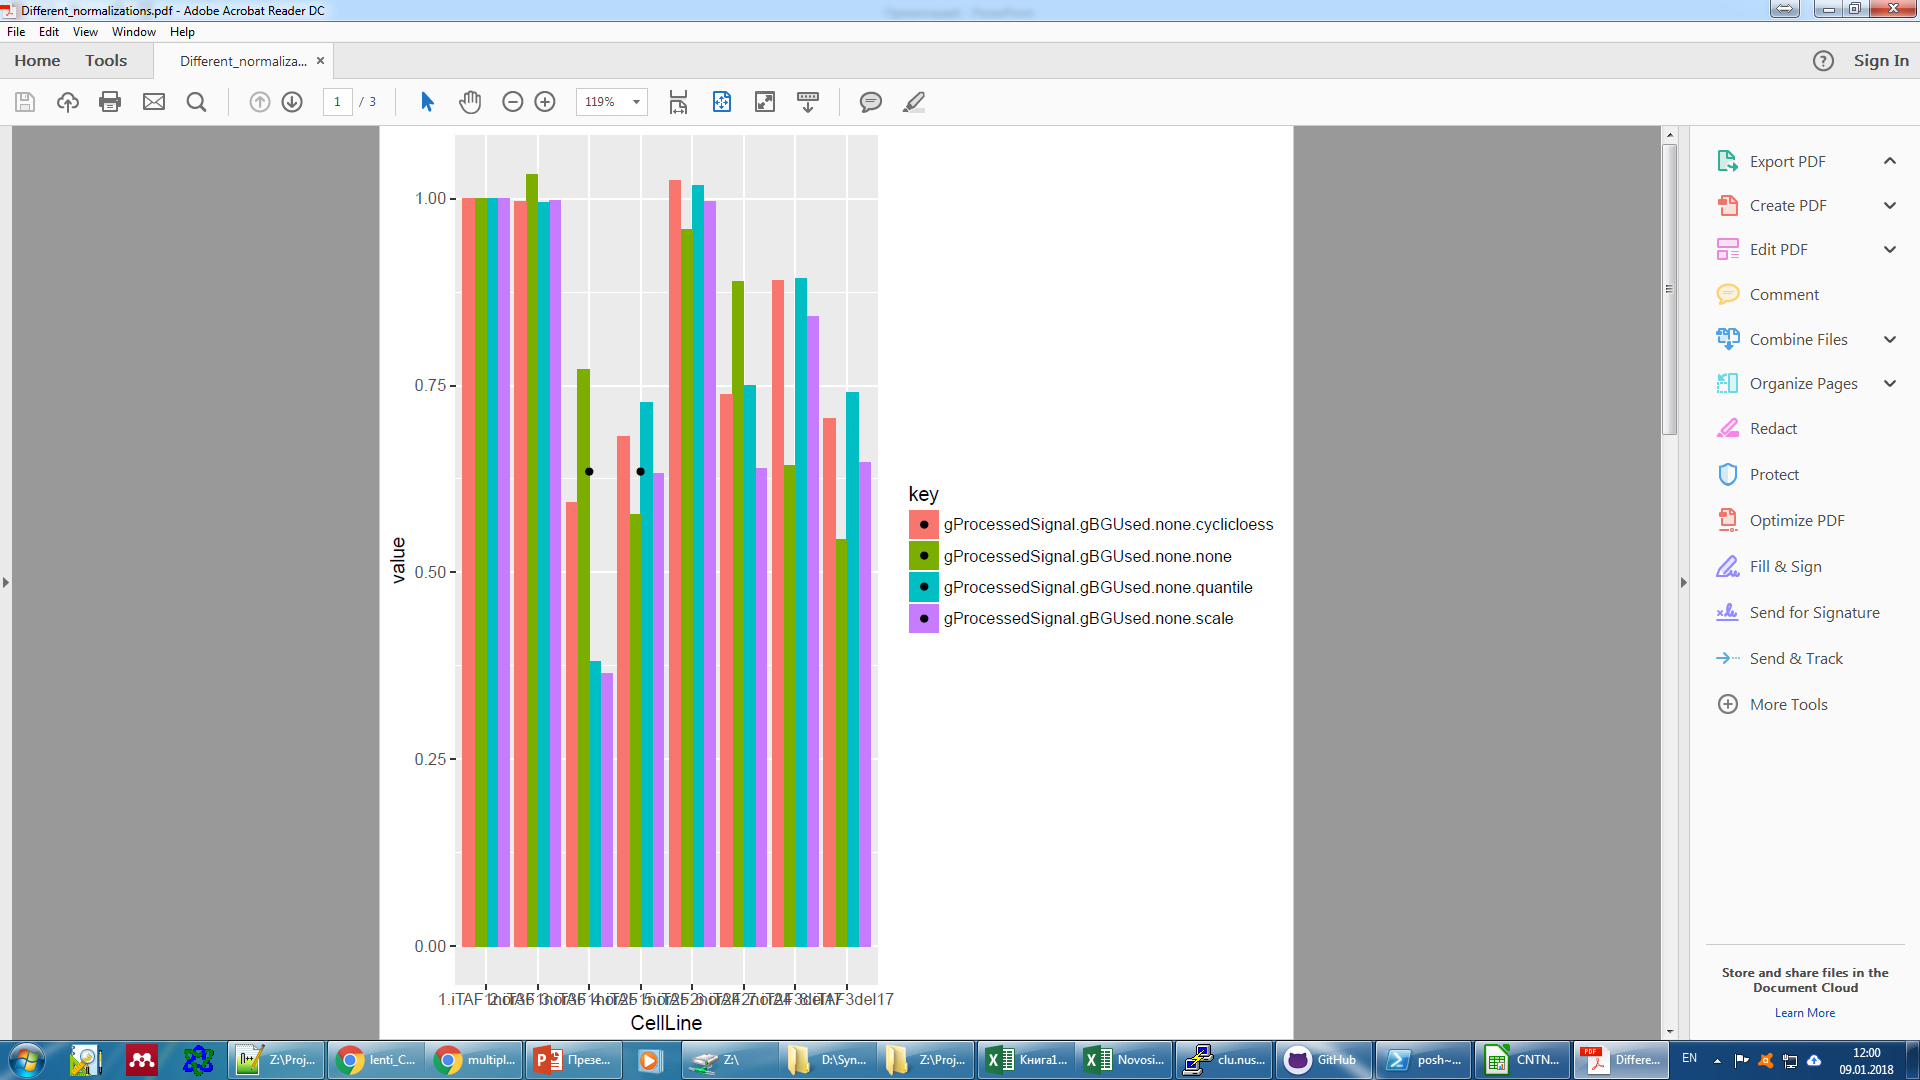 Different_normalizations.pdf - Adobe Acrobat Reader DC
File Edit View Window Help
Home Tools Different_normaliza... × Sign In
1 / 3 119%
1.00
0.75
0.50
0.25
0.00
value
CellLine
key
gProcessedSignal.gBGUsed.none.cyclicloess
gProcessedSignal.gBGUsed.none.none
gProcessedSignal.gBGUsed.none.quantile
gProcessedSignal.gBGUsed.none.scale
Export PDF
Create PDF
Edit PDF
Comment
Combine Files
Organize Pages
Redact
Protect
Optimize PDF
Fill & Sign
Send for Signature
Send & Track
More Tools
Store and share files in the
Document Cloud
Learn More
Z:\Proj... lenti_C... multipl... Презе... Z:\ D:\Syn... Z:\Proj... Книга1... Novosi... clu.nus... GitHub posh~... CNTN... Differe... EN 12:00
09.01.2018